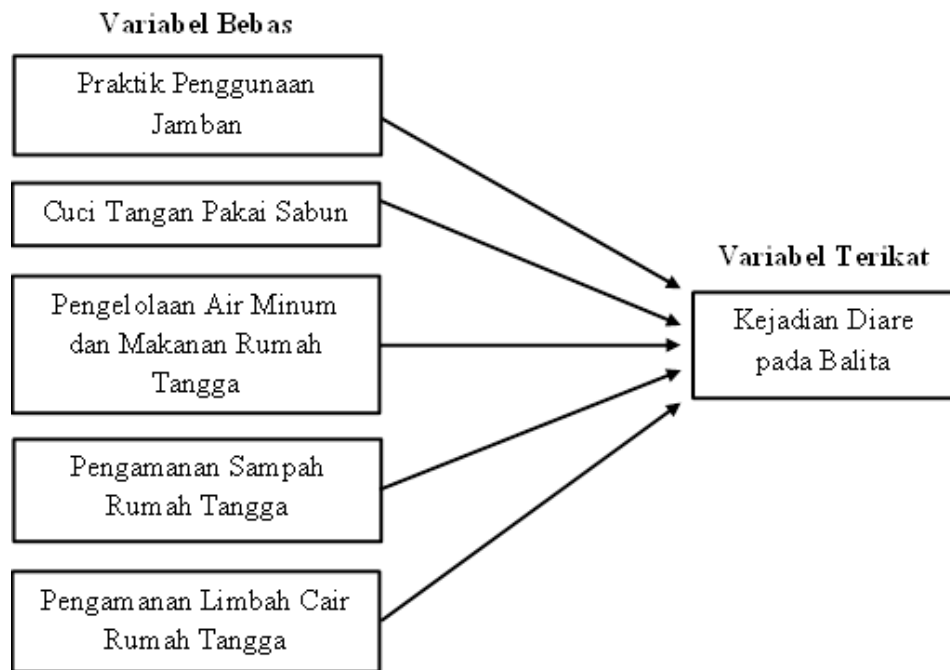 Variabel Bebas
Praktik Penggunaan
Jamban
Cuci Tangan Pakai Sabun
Pengelolaan Air Minum
dan Makanan Rumah
Tangga
Pengamanan Sampah
Rumah Tangga
Pengamanan Limbah Cair
Rumah Tangga
Variabel Terikat
Kejadian Diare
pada Balita